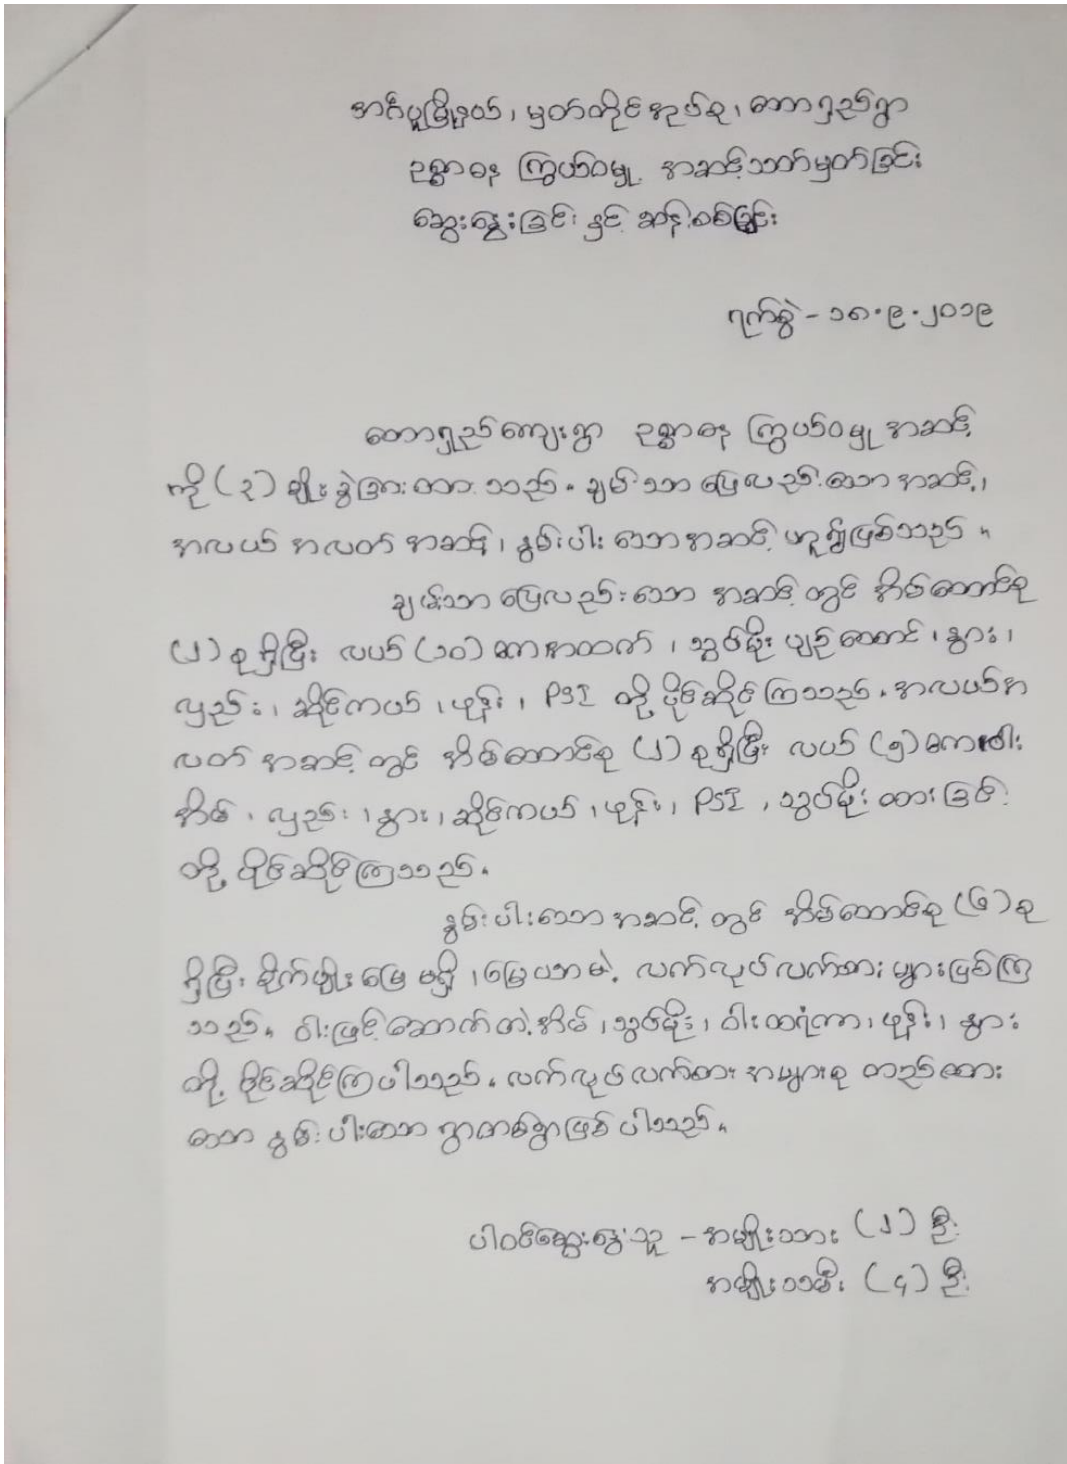 အင်္ဂပူမြို့နယ်၊ မှတ်တိုင်အုပ်စု၊ တောရှည်ရွာ
ဥစ္စာဓန ကြွယ်ဝမှု အဆင့်သတ်မှတ်ခြင်း
ဆွေးနွေးခြင်း နှင့် ဆန်းစစ်ခြင်း
ရက်စွဲ - ၁၈.၉.၂၀၁၉
တောရှည်ကျေးရွာ ဥစ္စာဓန ကြွယ်ဝမှု အဆင့်
ကို (၃) မျိုး ခွဲခြားထား သည်။ ချမ်းသာ ပြေလည်သော အဆင့်၊
အလယ် အလတ် အဆင့်၊ နွမ်းပါး သောအဆင့် ဟူ၍ဖြစ်သည်။
ချမ်းသာ ပြေလည်သော အဆင့် တွင် အိမ်ထောင်စု
(၂) စု ရှိပြီး လယ် (၁၀) ဧကအထက်၊ သွပ်မိုး ပျဉ်ထောင်၊ နွား၊
လှည်း၊ ဆိုင်ကယ်၊ ဖုန်း၊ PSI တို့ ပိုင်ဆိုင်ကြသည်။ အလယ်အ
လတ် အဆင့် တွင် အိမ်ထောင်စု (၂) စု ရှိပြီး လယ် (၅) ဧက၊ ဝါး
အိမ်၊ လှည်း၊ နွား၊ ဆိုင်ကယ်၊ ဖုန်း၊ PSI၊ သွပ်မိုး ထားခြင်း
တို့ ပိုင်ဆိုင်ကြသည်။
နွမ်းပါးသော အဆင့် တွင် အိမ်ထောင်စု (၆) စု
ရှိပြီး စိုက်ပျိုးမြေ မရှိ၊ မြေယာမဲ့ လက်လုပ်လက်စား များဖြစ်ကြ
သည်။ ဝါးဖြင့်ဆောက်တဲ့အိမ်၊ သွပ်မိုး၊ ဝါးထရံကာ၊ ဖုန်း၊ နွား
တို့ ပိုင်ဆိုင်ကြပါသည်။ လက်လုပ်လက်စား အများစု တည်ထား
သော နွမ်းပါးသော ရွာတစ်ရွာဖြစ်ပါသည်။
ပါဝင်ဆွေးနွေးသူ - အမျိုးသား (၂) ဦး
အမျိုးသမီး (၄) ဦး